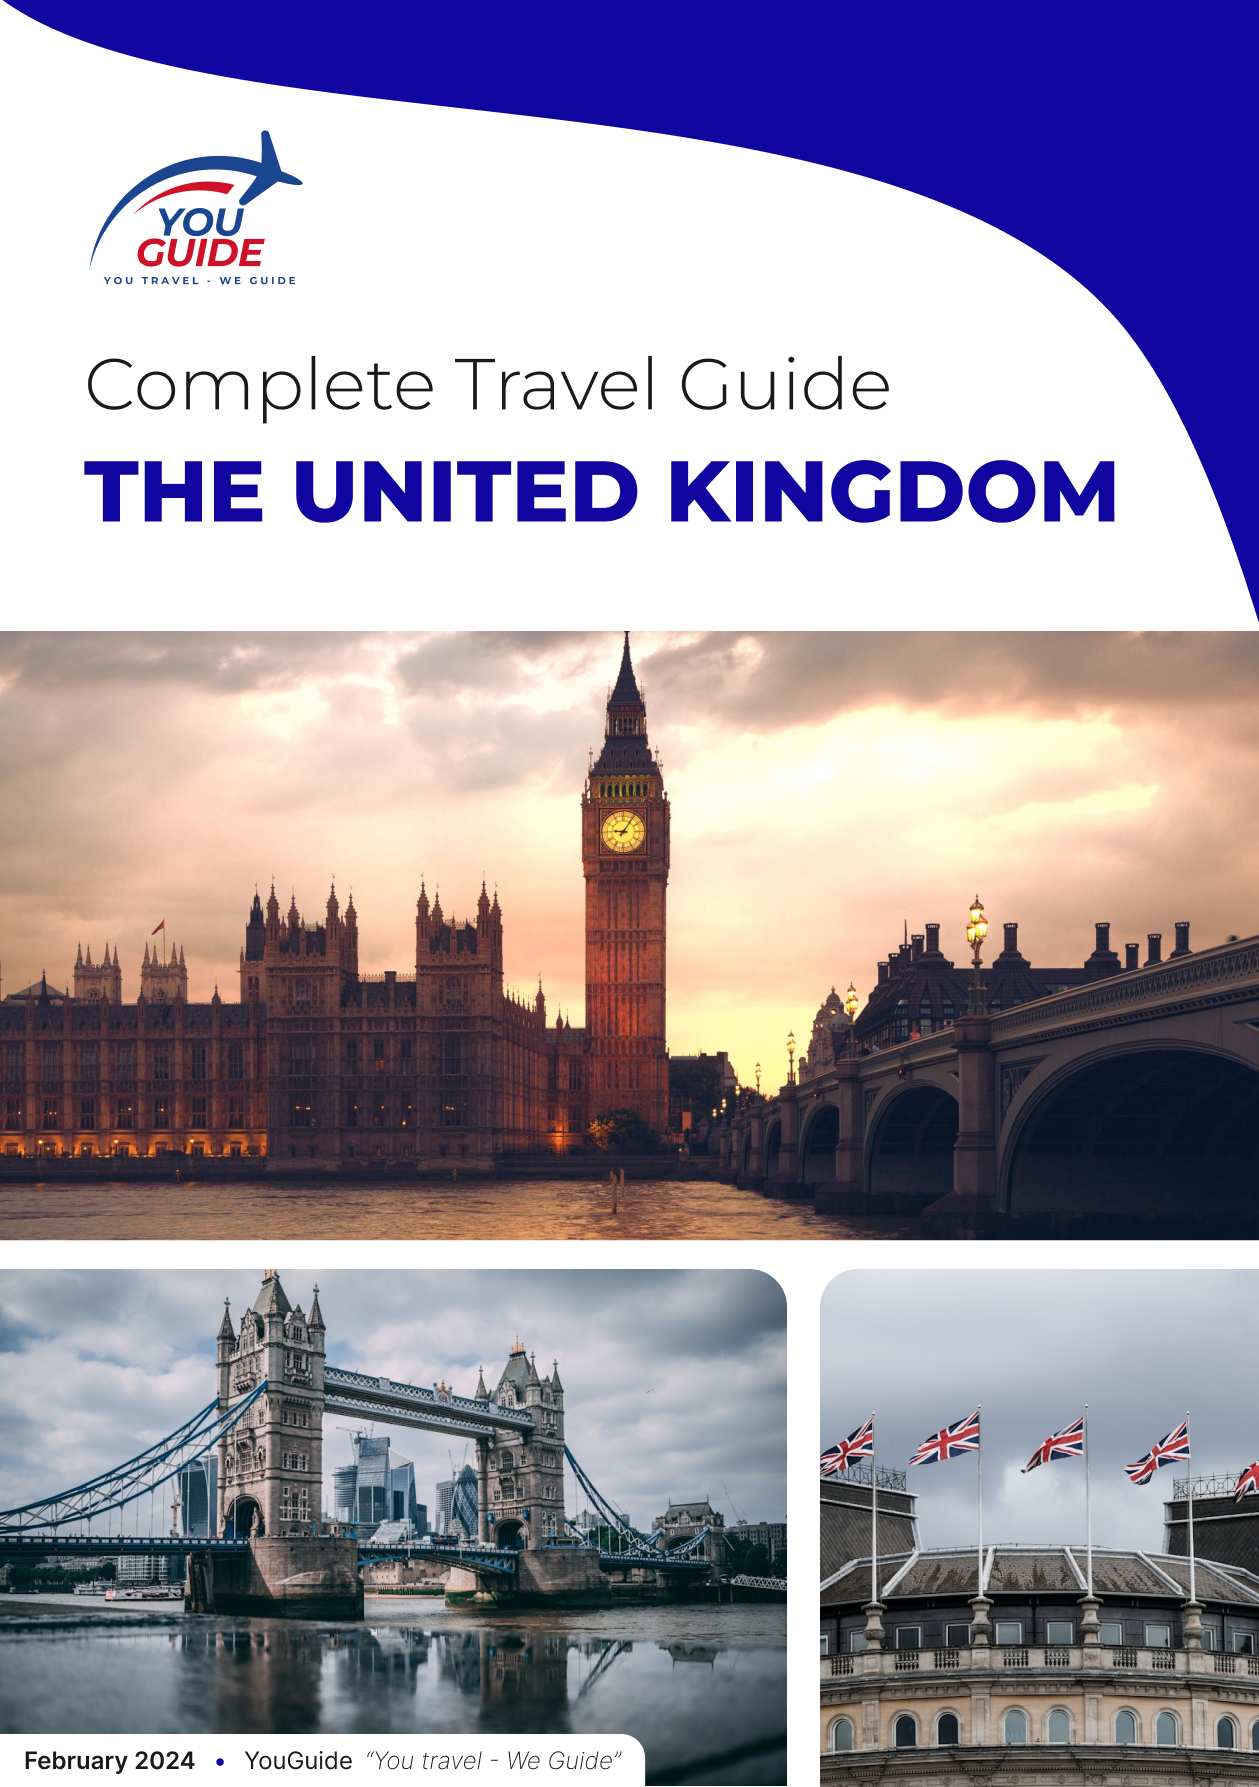 YOU
GUIDE
YOU TRAVEL - WE GUIDE
Complete Travel Guide
THE UNITED KINGDOM
February 2024 • YouGuide “You travel - We Guide”